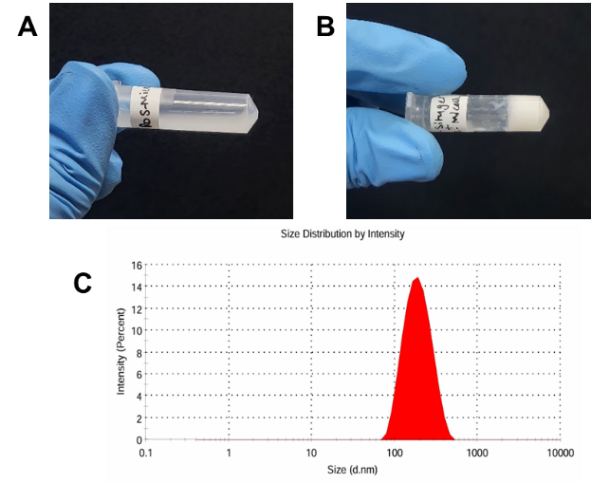 A
B
C
Size Distribution by Intensity
16
14
12
10
8
6
4
2
0
Intensity (Percent)
0.1 1 10 100 1000 10000
Size (d.nm)